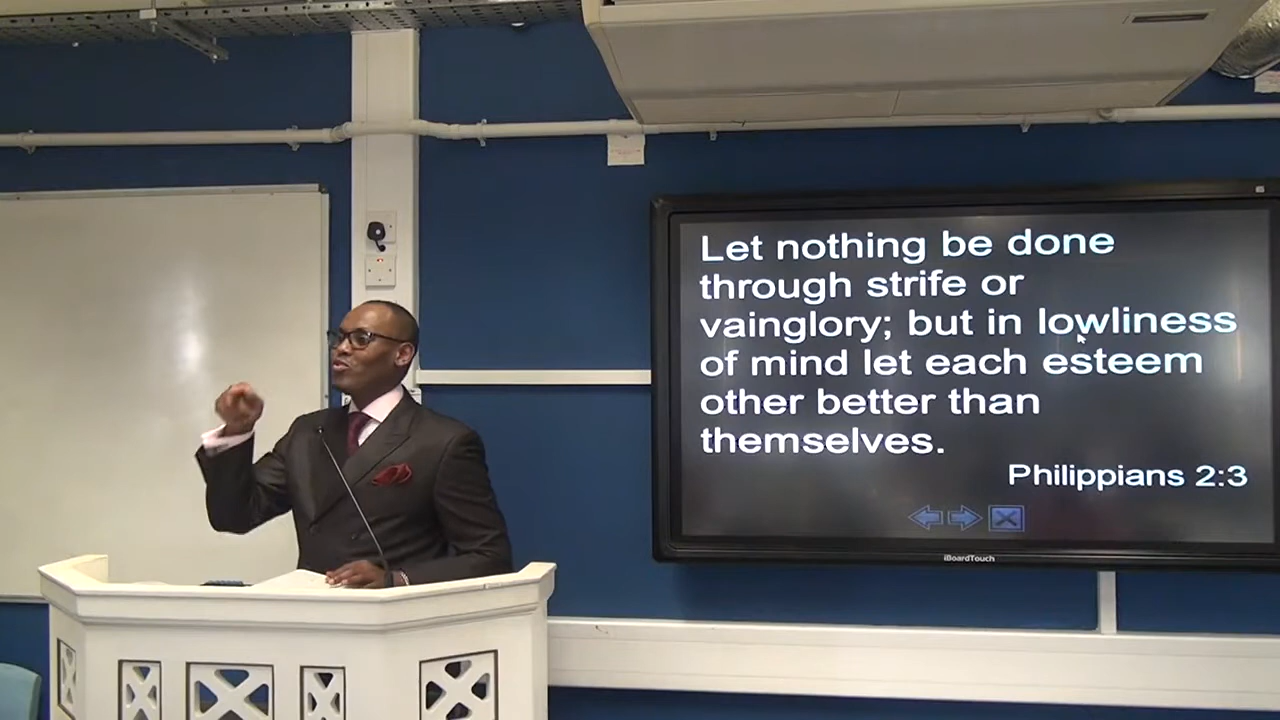 Let nothing be done
through strife or
vainglory; but in lowliness
of mind let each esteem
other better than
themselves.
Philippians 2:3
iBoardTouch